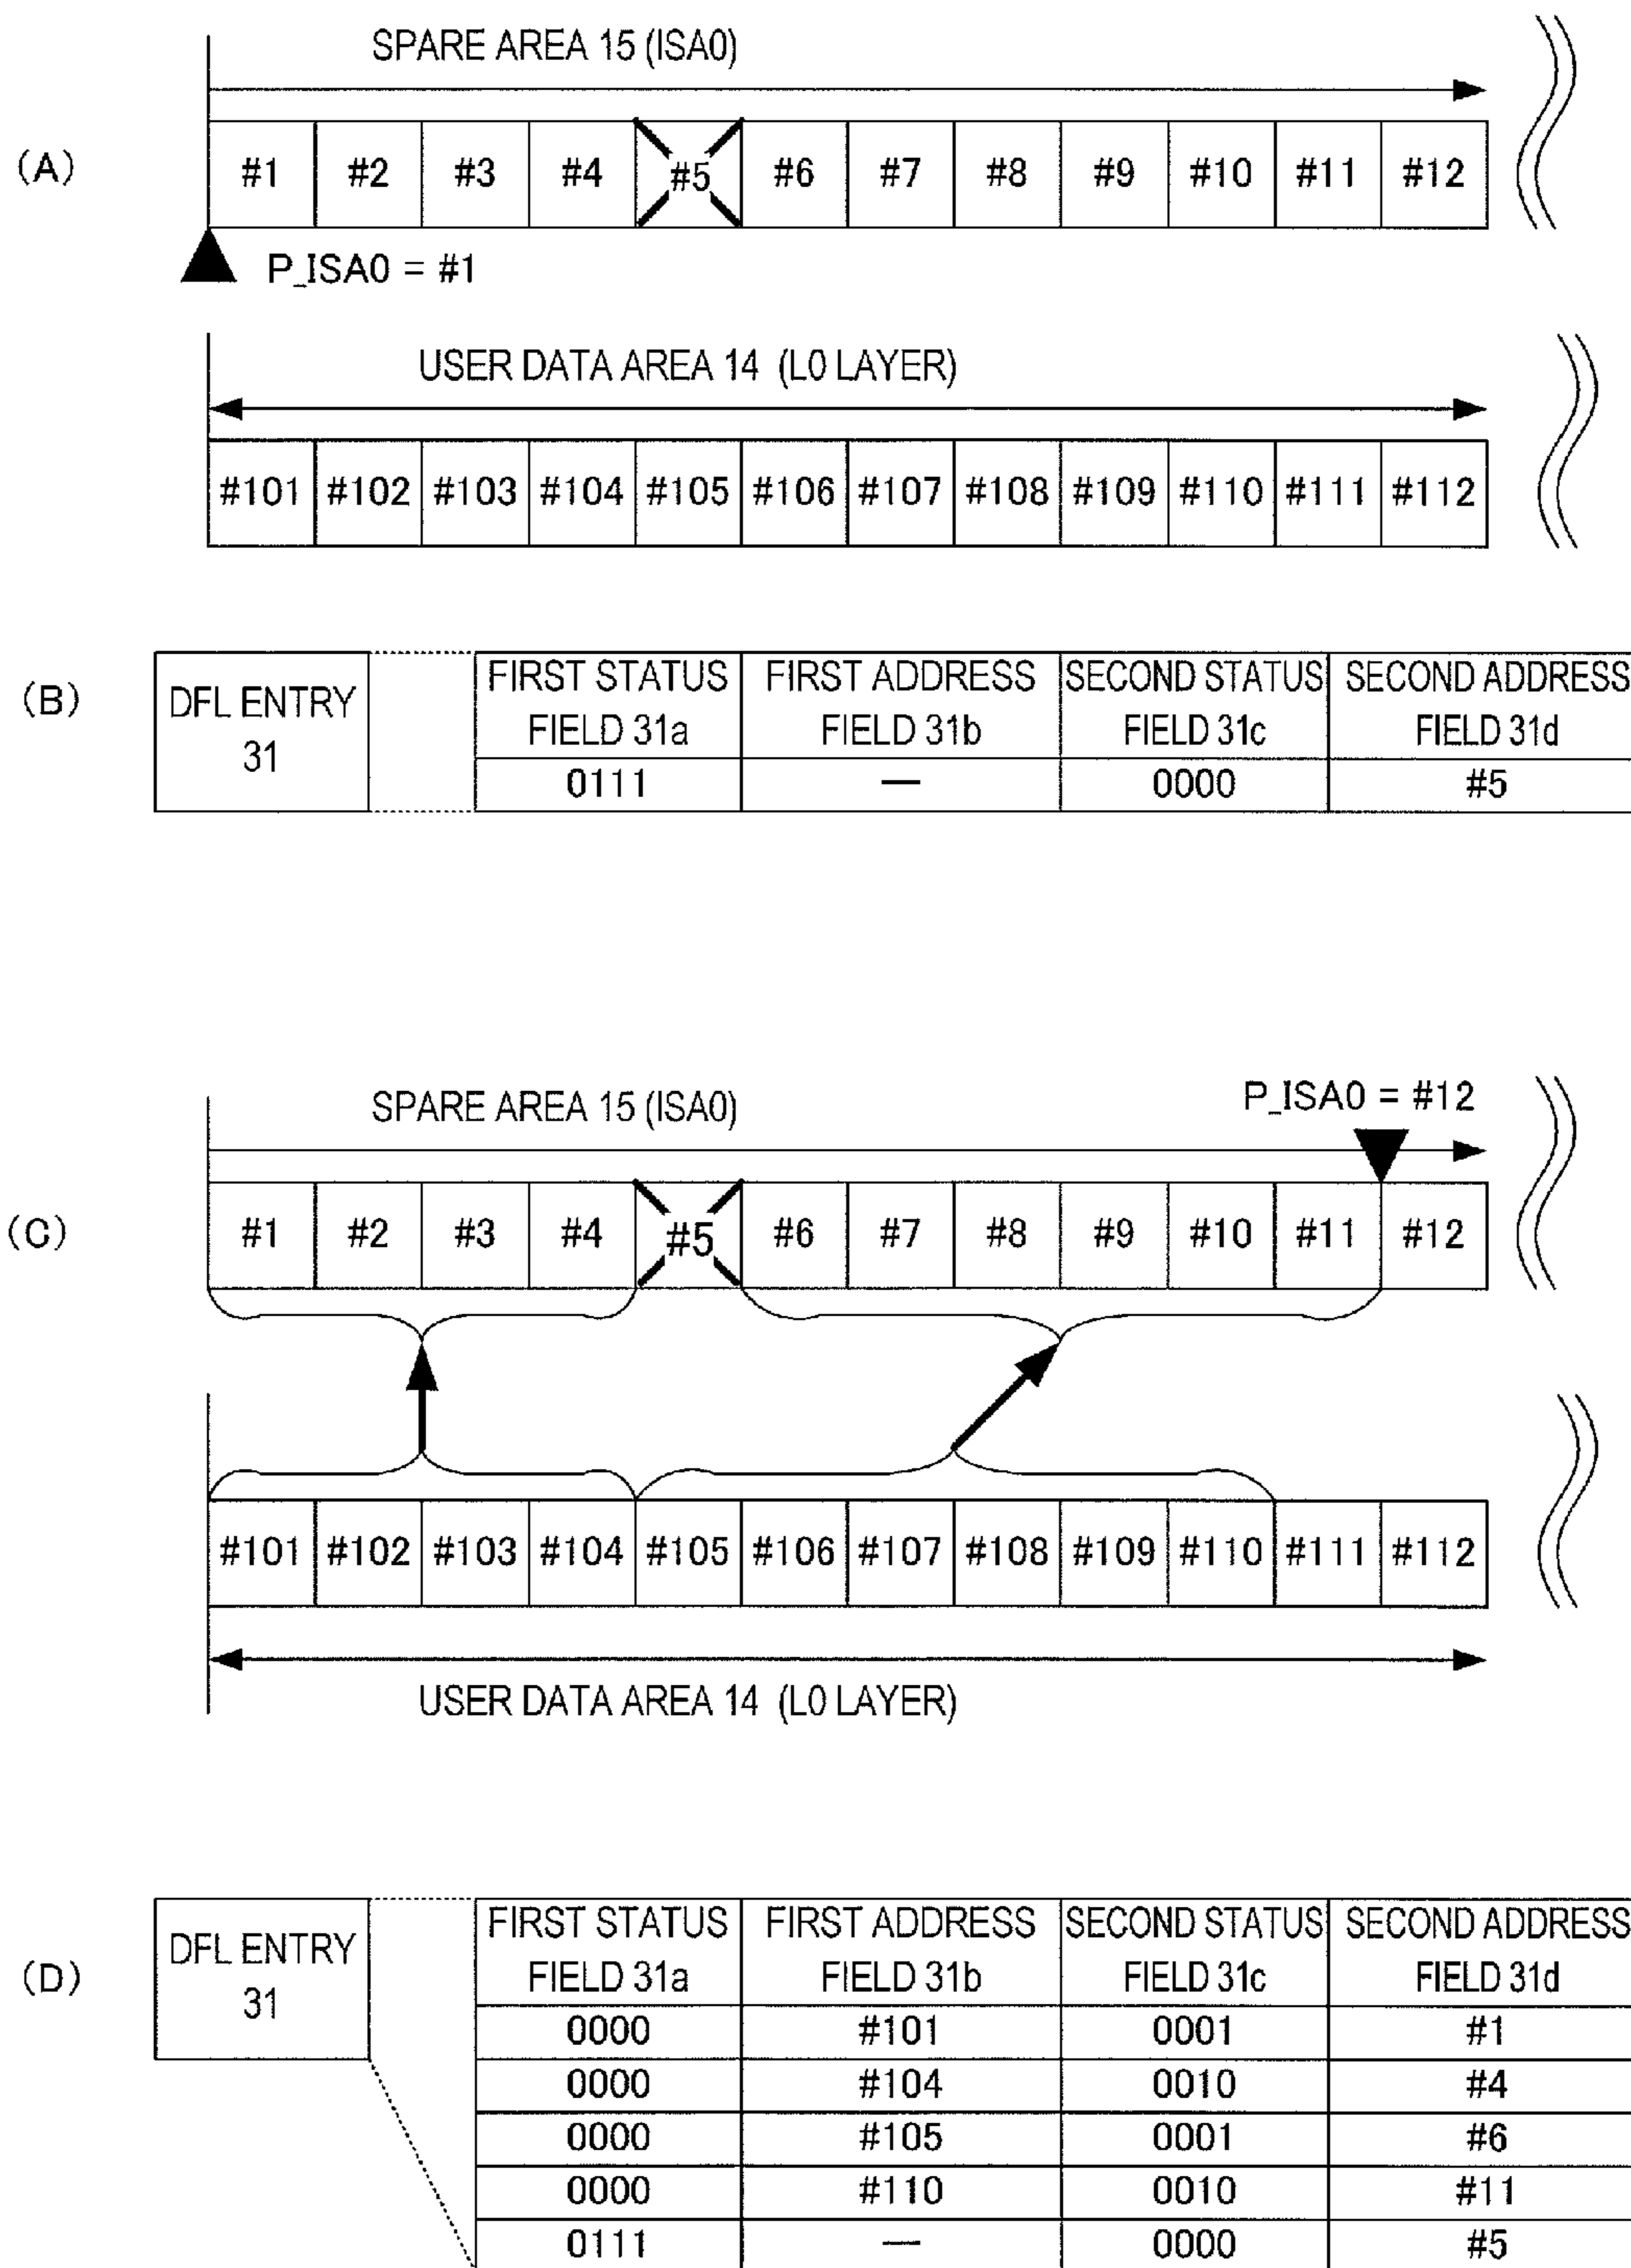 SPARE AREA 15 (ISA0)
(A)
#1 #2 #3 #4 #5 #6 #7 #8 #9 #10 #11 #12
P_ISA0 = #1
USER DATA AREA 14 (L0 LAYER)
#101 #102 #103 #104 #105 #106 #107 #108 #109 #110 #111 #112
(B)
DFL ENTRY
31
FIRST STATUS FIELD 31a
FIRST ADDRESS FIELD 31b
SECOND STATUS FIELD 31c
SECOND ADDRESS FIELD 31d
0111 — 0000 #5
SPARE AREA 15 (ISA0)
P_ISA0 = #12
(C)
#1 #2 #3 #4 #5 #6 #7 #8 #9 #10 #11 #12
#101 #102 #103 #104 #105 #106 #107 #108 #109 #110 #111 #112
USER DATA AREA 14 (L0 LAYER)
(D)
DFL ENTRY
31
FIRST STATUS FIELD 31a
FIRST ADDRESS FIELD 31b
SECOND STATUS FIELD 31c
SECOND ADDRESS FIELD 31d
0000 #101 0001 #1
0000 #104 0010 #4
0000 #105 0001 #6
0000 #110 0010 #11
0111 — 0000 #5